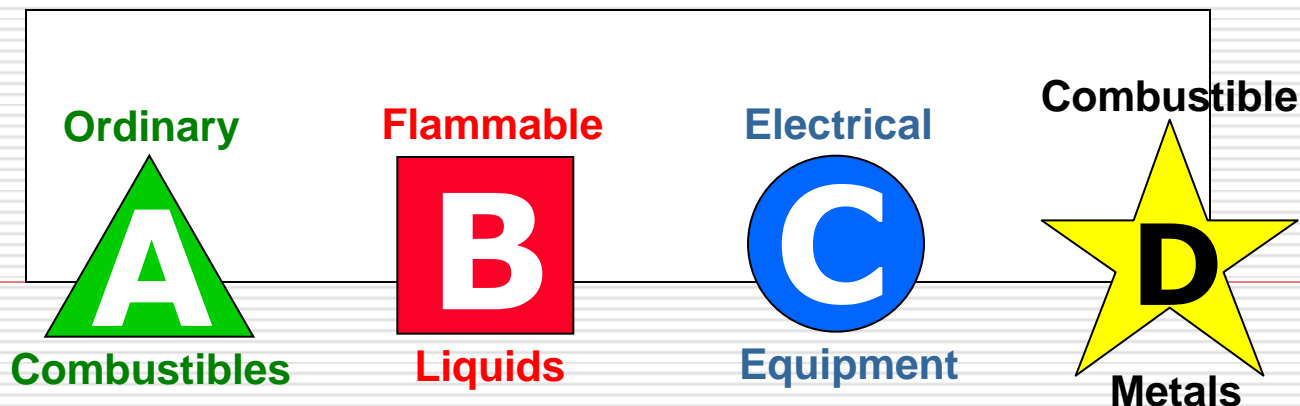 Ordinary
A
Combustibles
Flammable
B
Liquids
Electrical
C
Equipment
Combustible
D
Metals